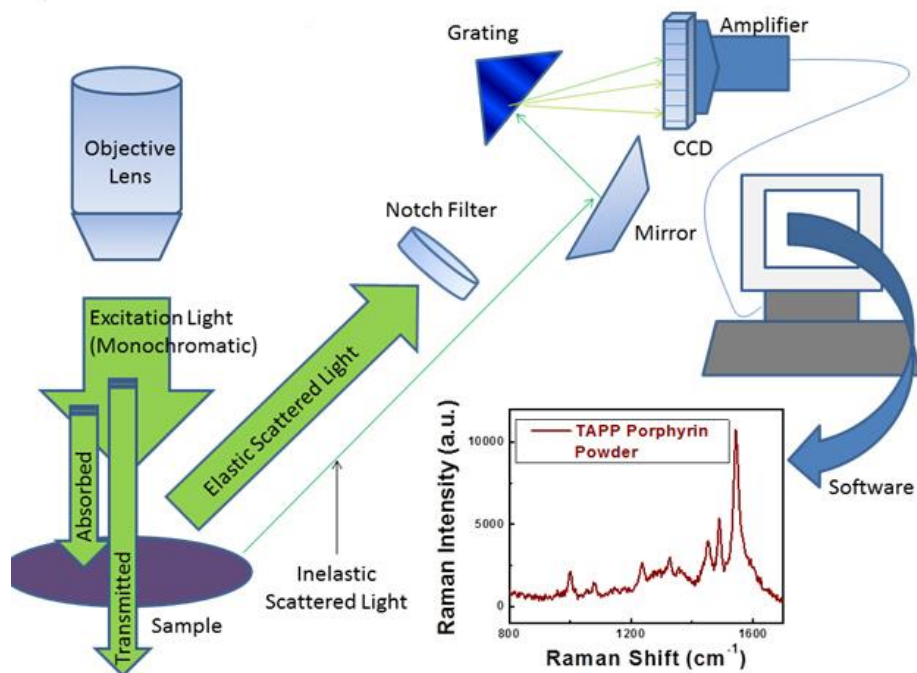 Grating
Amplifier
Objective
Lens
CCD
Notch Filter
Mirror
Excitation Light
(Monochromatic)
Elastic Scattered Light
Absorbed
Transmitted
Sample
Inelastic
Scattered Light
Software
TAPP Porphyrin
Powder
Raman Intensity (a.u.)
10000
5000
0
800
1200
1600
Raman Shift (cm⁻¹)